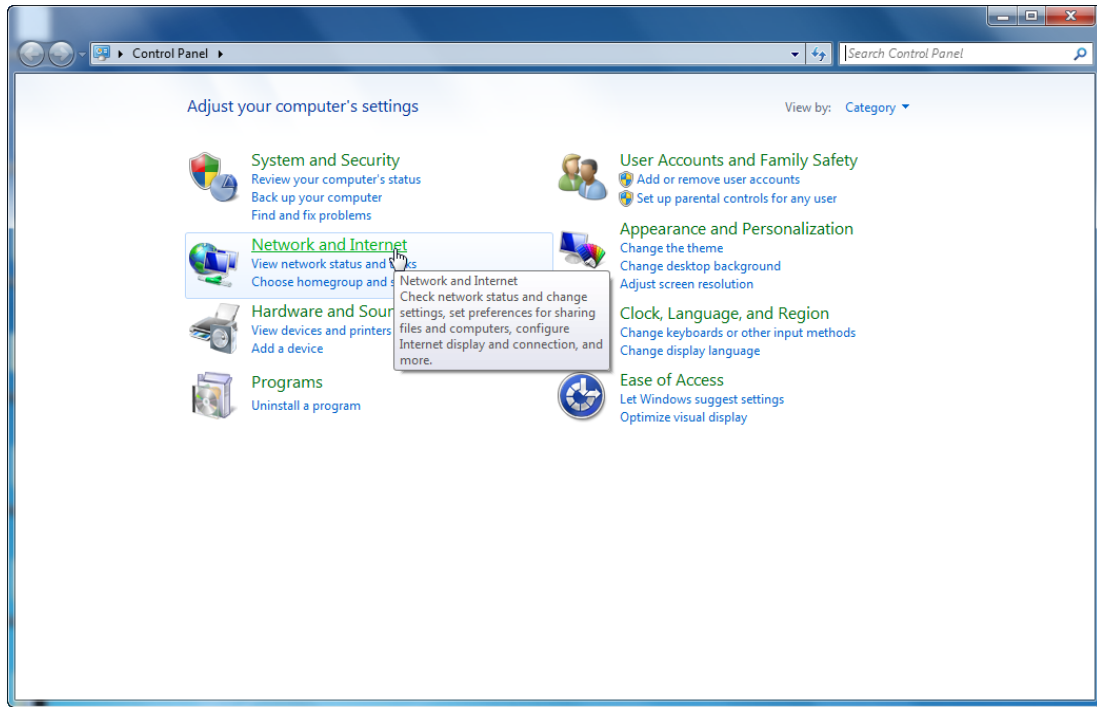 Control Panel
Search Control Panel
Adjust your computer's settings
View by: Category
System and Security
Review your computer's status
Back up your computer
Find and fix problems
Network and Internet
View network status and
Choose homegroup and
Hardware and
View devices and printers
Add a device
Programs
Uninstall a program
Network and Internet
Check network status and change
settings, set preferences for sharing
files and computers, configure
Internet display and connection, and
more.
User Accounts and Family Safety
Add or remove user accounts
Set up parental controls for any user
Appearance and Personalization
Change the theme
Change desktop background
Adjust screen resolution
Clock, Language, and Region
Change keyboards or other input methods
Change display language
Ease of Access
Let Windows suggest settings
Optimize visual display